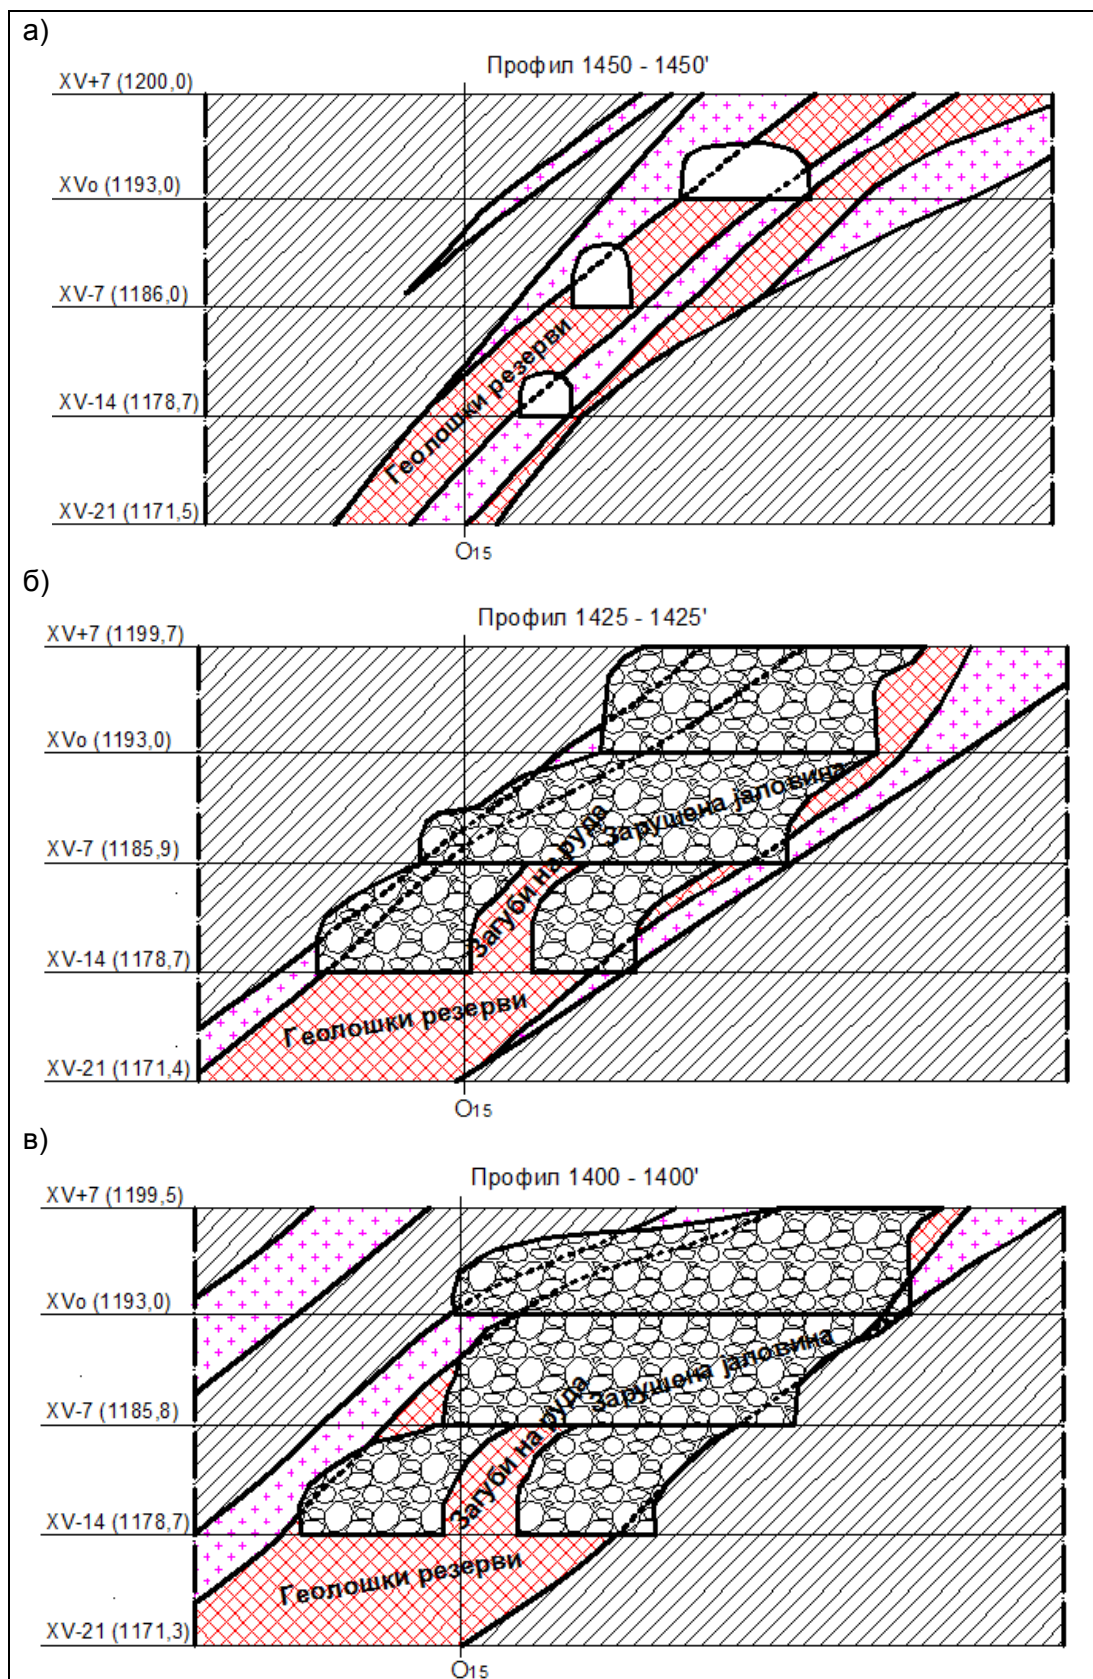 а)
Профил 1450 - 1450'
XV+7 (1200,0)
XVo (1193,0)
XV-7 (1186,0)
Геолошки резерви
XV-14 (1178,7)
XV-21 (1171,5)
O15
б)
Профил 1425 - 1425'
XV+7 (1199,7)
XVo (1193,0)
Зарушена јаловина
XV-7 (1185,9)
Загуби на руда
XV-14 (1178,7)
Геолошки резерви
XV-21 (1171,4)
O15
в)
Профил 1400 - 1400'
XV+7 (1199,5)
XVo (1193,0)
Зарушена јаловина
XV-7 (1185,8)
Загуби на руда
XV-14 (1178,7)
Геолошки резерви
XV-21 (1171,3)
O15